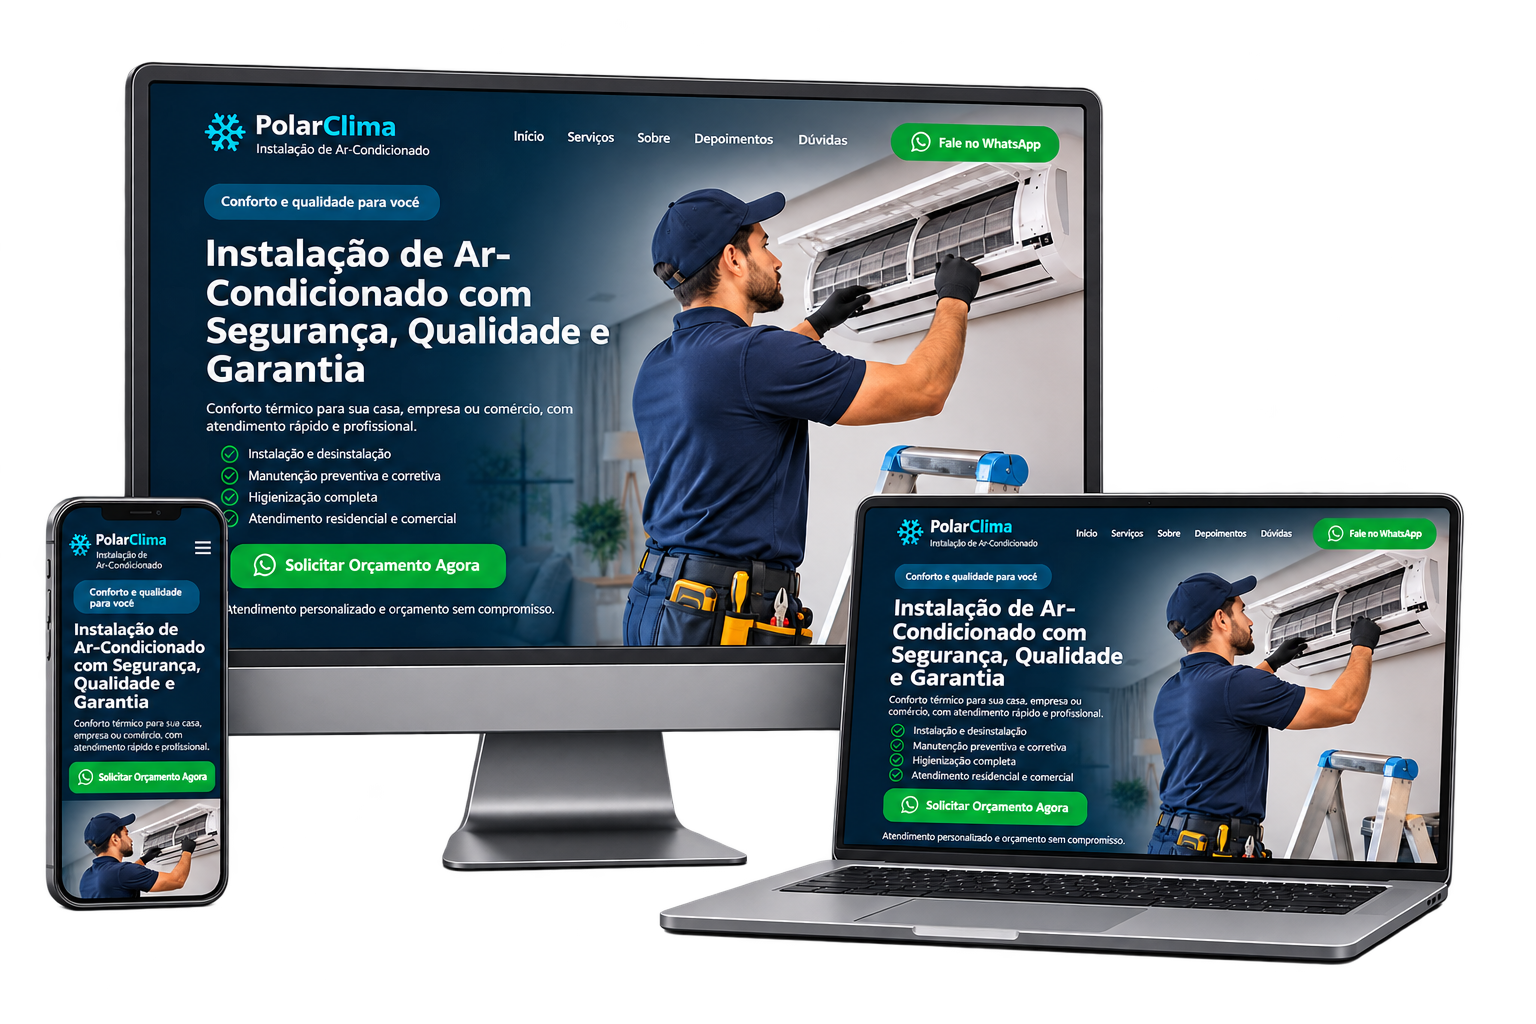 PolarClima
Instalação de Ar-Condicionado
Início
Serviços
Sobre
Depoimentos
Dúvidas
Fale no WhatsApp
Conforto e qualidade para você
Instalação de Ar-
Condicionado com
Segurança, Qualidade e
Garantia
Conforto térmico para sua casa, empresa ou comércio, com
atendimento rápido e profissional.
Instalação e desinstalação
Manutenção preventiva e corretiva
Higienização completa
Atendimento residencial e comercial
Solicitar Orçamento Agora
Atendimento personalizado e orçamento sem compromisso.
PolarClima
Instalação de
Ar-Condicionado
Conforto e qualidade
para você
Instalação de
Ar-Condicionado
com Segurança,
Qualidade e
Garantia
Conforto térmico para sua casa,
empresa ou comércio, com
atendimento rápido e profissional.
Solicitar Orçamento Agora
PolarClima
Instalação de Ar-Condicionado
Início
Serviços
Sobre
Depoimentos
Dúvidas
Fale no WhatsApp
Conforto e qualidade para você
Instalação de Ar-
Condicionado com
Segurança, Qualidade
e Garantia
Conforto térmico para sua casa, empresa ou
comércio, com atendimento rápido e profissional.
Instalação e desinstalação
Manutenção preventiva e corretiva
Higienização completa
Atendimento residencial e comercial
Solicitar Orçamento Agora
Atendimento personalizado e orçamento sem compromisso.